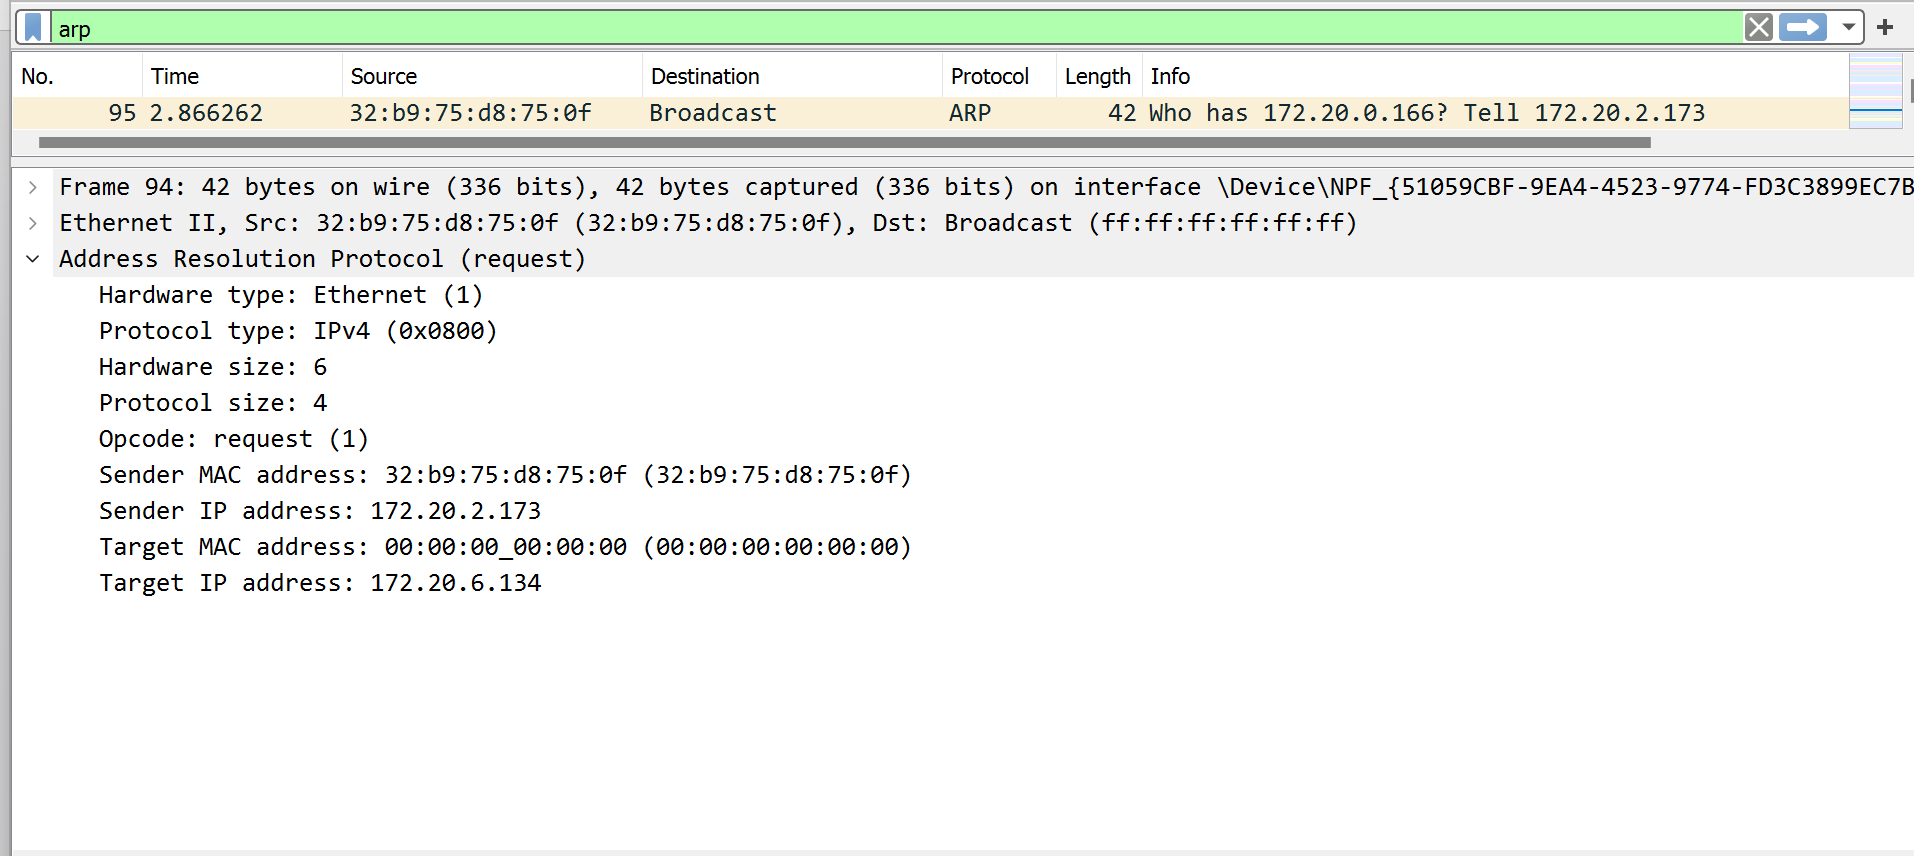 arp
No. Time Source Destination Protocol Length Info
95 2.866262 32:b9:75:d8:75:0f Broadcast ARP 42 Who has 172.20.0.166? Tell 172.20.2.173
Frame 94: 42 bytes on wire (336 bits), 42 bytes captured (336 bits) on interface \Device\NPF_{51059CBF-9EA4-4523-9774-FD3C3899EC7B
Ethernet II, Src: 32:b9:75:d8:75:0f (32:b9:75:d8:75:0f), Dst: Broadcast (ff:ff:ff:ff:ff:ff)
Address Resolution Protocol (request)
Hardware type: Ethernet (1)
Protocol type: IPv4 (0x0800)
Hardware size: 6
Protocol size: 4
Opcode: request (1)
Sender MAC address: 32:b9:75:d8:75:0f (32:b9:75:d8:75:0f)
Sender IP address: 172.20.2.173
Target MAC address: 00:00:00_00:00:00 (00:00:00:00:00:00)
Target IP address: 172.20.6.134